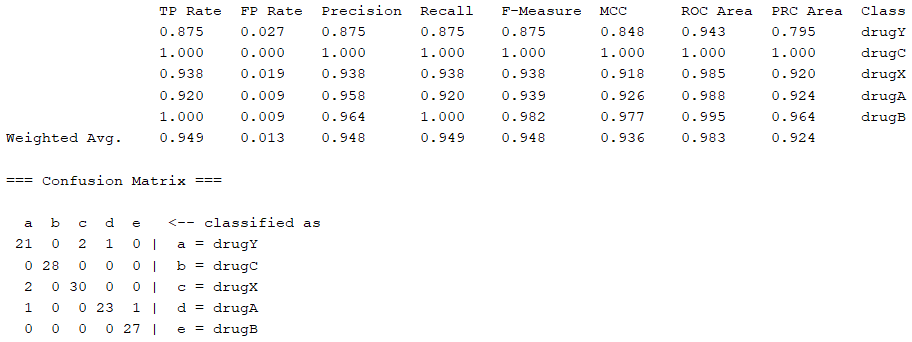 TP Rate  FP Rate  Precision  Recall   F-Measure  MCC      ROC Area  PRC Area  Class
                 0.875    0.027    0.875      0.875    0.875      0.848    0.943     0.795     drugY
                 1.000    0.000    1.000      1.000    1.000      1.000    1.000     1.000     drugC
                 0.938    0.019    0.938      0.938    0.938      0.918    0.985     0.920     drugX
                 0.920    0.009    0.958      0.920    0.939      0.926    0.988     0.924     drugA
                 1.000    0.009    0.964      1.000    0.982      0.977    0.995     0.964     drugB
Weighted Avg.    0.949    0.013    0.948      0.949    0.948      0.936    0.983     0.924

=== Confusion Matrix ===

  a  b  c  d  e   <-- classified as
 21  0  2  1  0 |  a = drugY
  0 28  0  0  0 |  b = drugC
  2  0 30  0  0 |  c = drugX
  1  0  0 23  1 |  d = drugA
  0  0  0  0 27 |  e = drugB